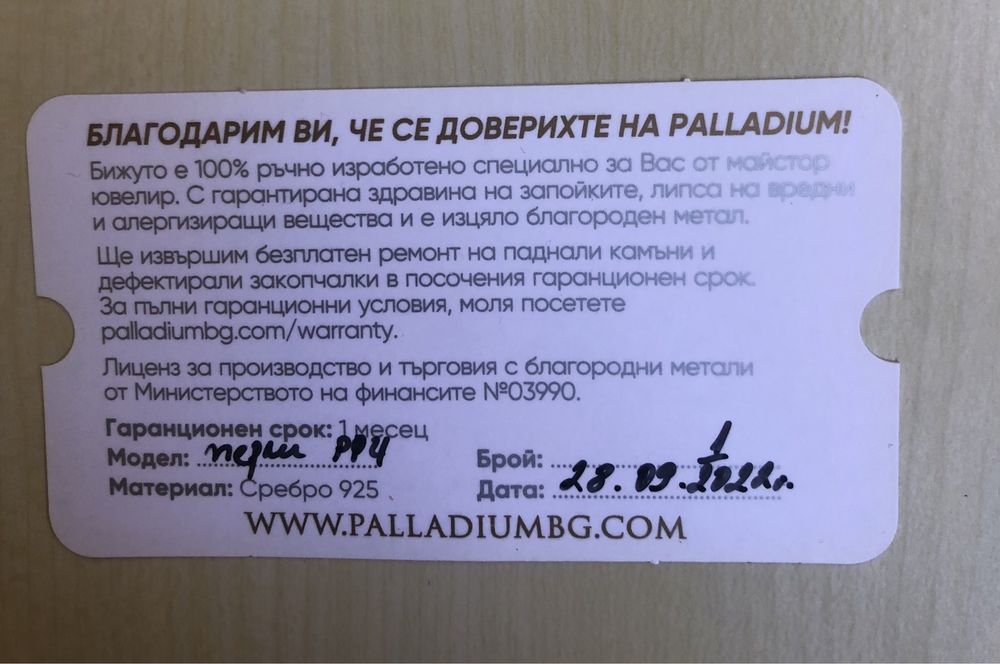 БЛАГОДАРИМ ВИ, ЧЕ СЕ ДОВЕРИХТЕ НА PALLADIUM!
Бижуто е 100% ръчно изработено специално за Вас от майстор
ювелир. С гарантирана здравина на запойките, липса на вредни
и алергизиращи вещества и е изцяло благороден метал.
Ще извършим безплатен ремонт на паднали камъни и
дефектирали закопчалки в посочения гаранционен срок.
За пълни гаранционни условия, моля посетете
palladiumbg.com/warranty.
Лиценз за производство и търговия с благородни метали
от Министерството на финансите №03990.
Гаранционен срок: 1 месец
Модел: Брой: 1
Материал: Сребро 925 Дата: 28.09.2022г.
WWW.PALLADIUMBG.COM